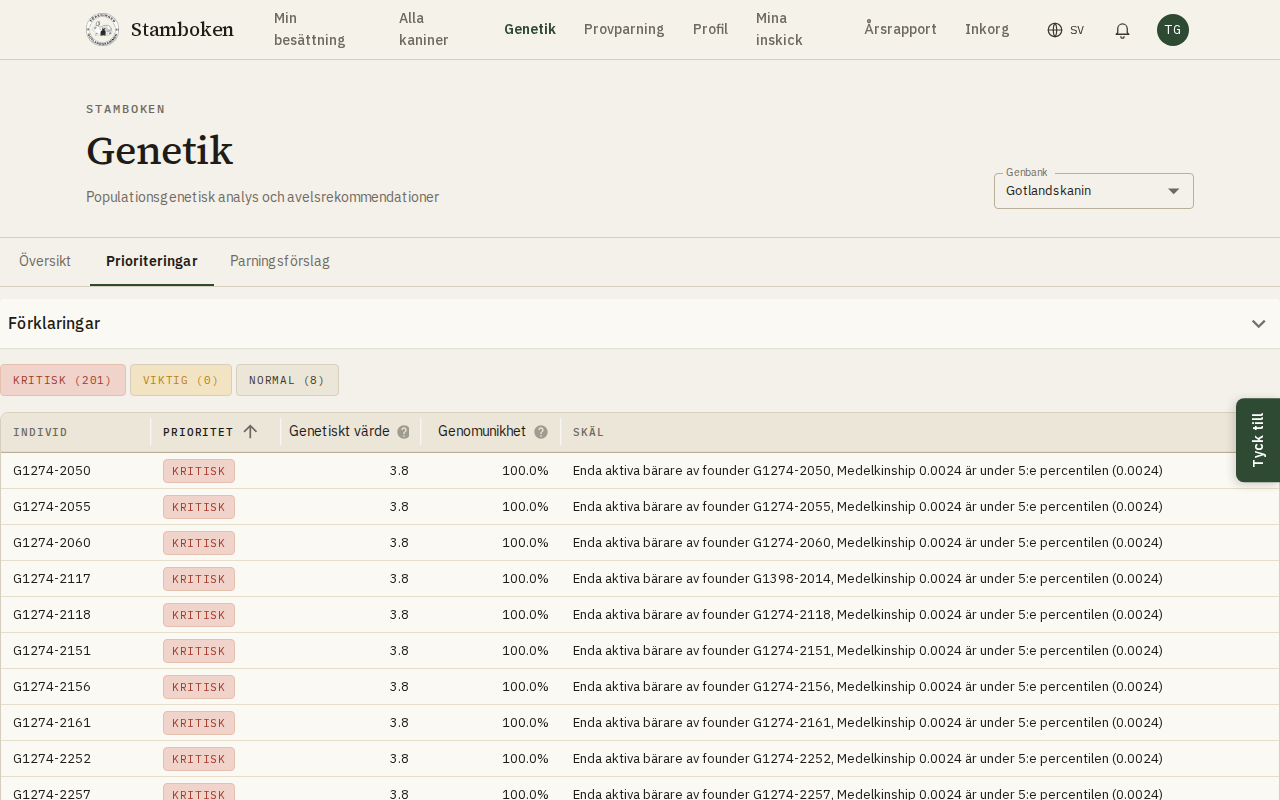 Stamboken
Min besättning
Alla kaniner
Genetik
Provparning
Profil
Mina inskick
Årsrapport
Inkorg
SV
TG
STAMBOKEN
Genetik
Populationsgenetisk analys och avelsrekommendationer
Genbank
Gotlandskanin
Översikt
Prioriteringar
Parningsförslag
Förklaringar
KRITISK (201)
VIKTIG (0)
NORMAL (8)
Tyck till
INDIVID PRIORITET Genetiskt värde ? Genomunikhet ? SKÄL
G1274-2050 KRITISK 3.8 100.0% Enda aktiva bärare av founder G1274-2050, Medelkinship 0.0024 är under 5:e percentilen (0.0024)
G1274-2055 KRITISK 3.8 100.0% Enda aktiva bärare av founder G1274-2055, Medelkinship 0.0024 är under 5:e percentilen (0.0024)
G1274-2060 KRITISK 3.8 100.0% Enda aktiva bärare av founder G1274-2060, Medelkinship 0.0024 är under 5:e percentilen (0.0024)
G1274-2117 KRITISK 3.8 100.0% Enda aktiva bärare av founder G1398-2014, Medelkinship 0.0024 är under 5:e percentilen (0.0024)
G1274-2118 KRITISK 3.8 100.0% Enda aktiva bärare av founder G1274-2118, Medelkinship 0.0024 är under 5:e percentilen (0.0024)
G1274-2151 KRITISK 3.8 100.0% Enda aktiva bärare av founder G1274-2151, Medelkinship 0.0024 är under 5:e percentilen (0.0024)
G1274-2156 KRITISK 3.8 100.0% Enda aktiva bärare av founder G1274-2156, Medelkinship 0.0024 är under 5:e percentilen (0.0024)
G1274-2161 KRITISK 3.8 100.0% Enda aktiva bärare av founder G1274-2161, Medelkinship 0.0024 är under 5:e percentilen (0.0024)
G1274-2252 KRITISK 3.8 100.0% Enda aktiva bärare av founder G1274-2252, Medelkinship 0.0024 är under 5:e percentilen (0.0024)
G1274-2257 KRITISK 3.8 100.0% Enda aktiva bärare av founder G1274-2257, Medelkinship 0.0024 är under 5:e percentilen (0.0024)